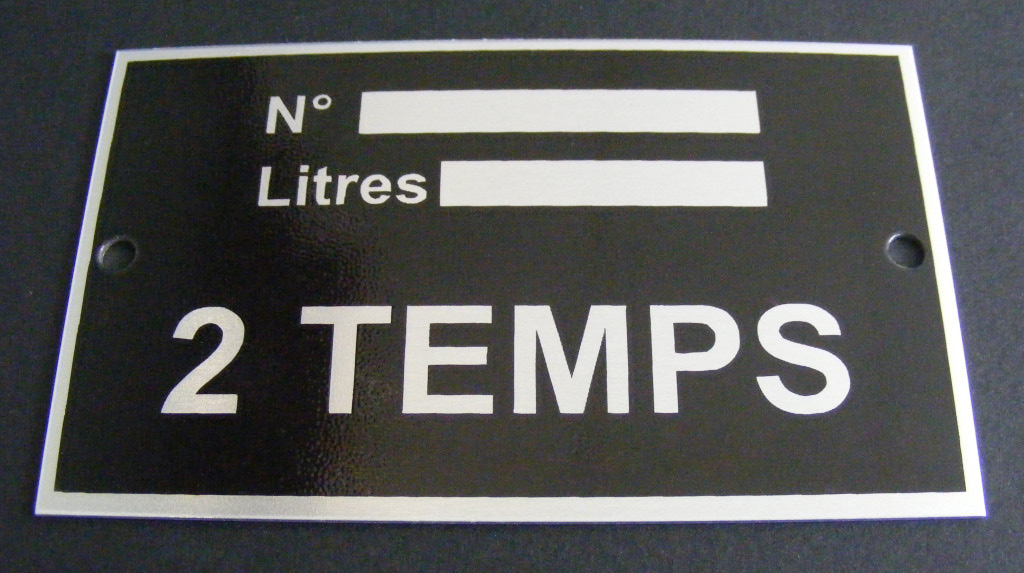 N°
Litres
2 TEMPS